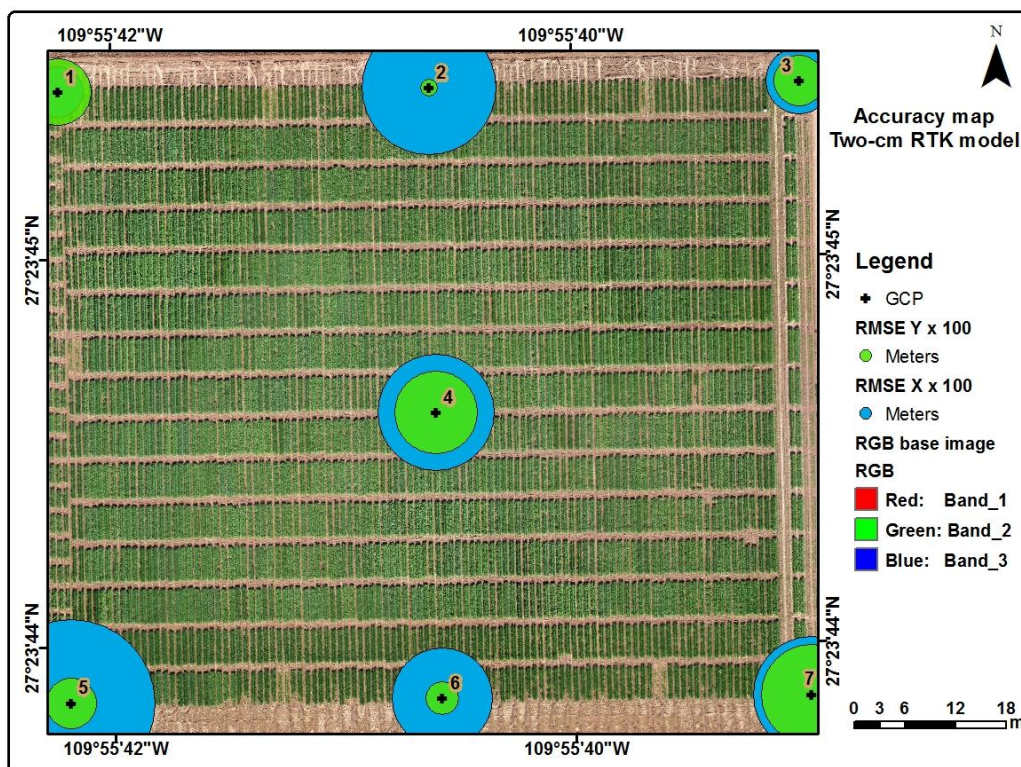 109°55'42"W
109°55'40"W
N
1
2
3
Accuracy map
Two-cm RTK model
27°23'45"N
27°23'45"N
Legend
GCP
RMSE Y x 100
Meters
RMSE X x 100
Meters
RGB base image
RGB
Red: Band_1
Green: Band_2
Blue: Band_3
4
27°23'44"N
27°23'44"N
5
6
7
0 3 6 12 18
m
109°55'42"W
109°55'40"W